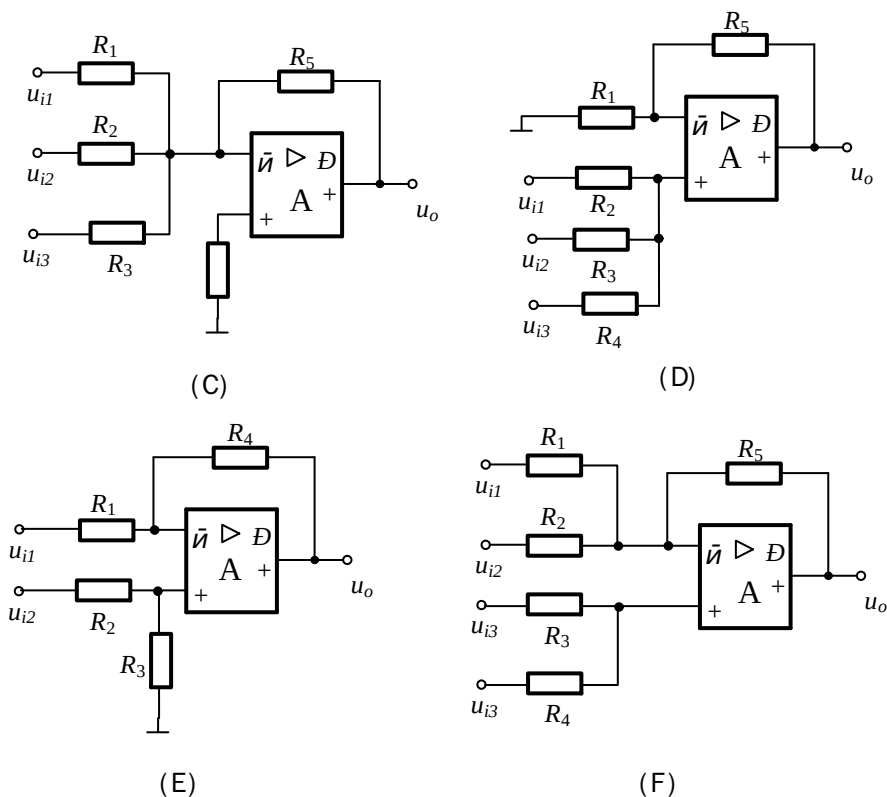 R1
R5
ui1
R2
ui2
R3
ui3
й Đ
A
+
+
uo
(C)
R5
R1
й Đ
A
+
+
uo
ui1
R2
ui2
R3
ui3
R4
(D)
R4
R1
ui1
й Đ
A
+
+
uo
ui2
R2
R3
(E)
R1
R5
ui1
R2
ui2
й Đ
A
+
+
uo
ui3
R3
ui3
R4
(F)